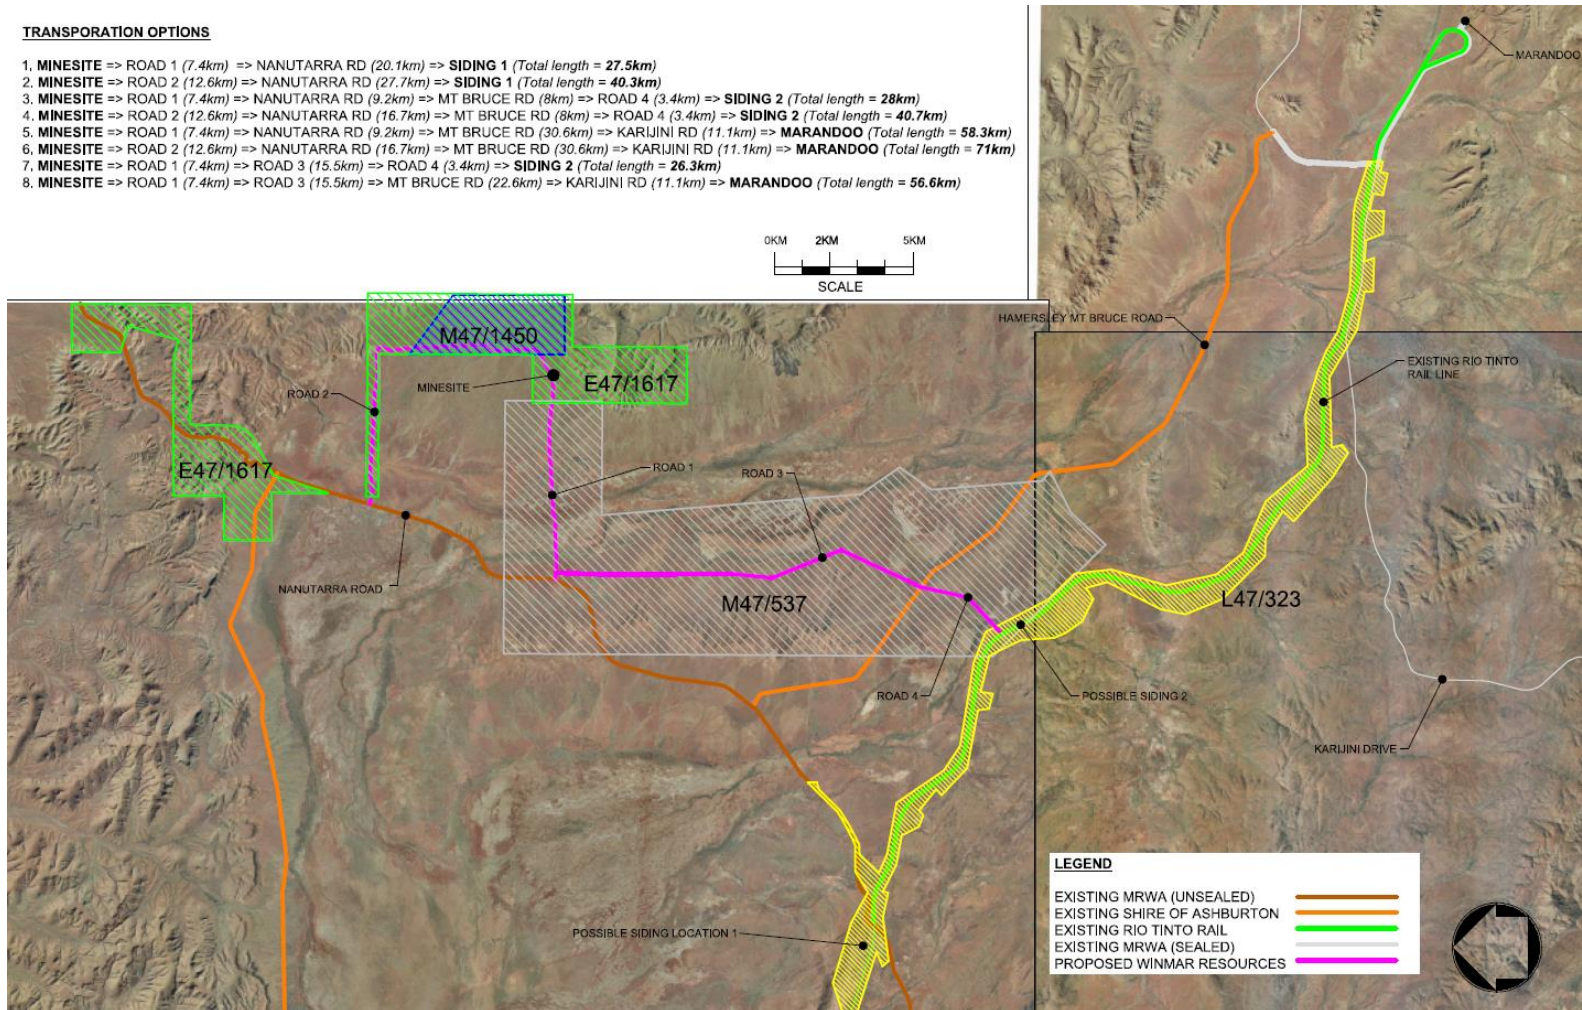 TRANSPORATION OPTIONS
1, MINESITE => ROAD 1 (7.4km) => NANUTARRA RD (20.1km) => SIDING 1 (Total length = 27.5km)
2. MINESITE => ROAD 2 (12.6km) => NANUTARRA RD (27.7km) => SIDING 1 (Total length = 40.3km)
3. MINESITE => ROAD 1 (7.4km) => NANUTARRA RD (9.2km) => MT BRUCE RD (8km) => ROAD 4 (3.4km) => SIDING 2 (Total length = 28km)
4. MINESITE => ROAD 2 (12.6km) => NANUTARRA RD (16.7km) => MT BRUCE RD (8km) => ROAD 4 (3.4km) => SIDING 2 (Total length = 40.7km)
5. MINESITE => ROAD 1 (7.4km) => NANUTARRA RD (9.2km) => MT BRUCE RD (30.6km) => KARIJINI RD (11.1km) => MARANDOO (Total length = 58.3km)
6. MINESITE => ROAD 2 (12.6km) => NANUTARRA RD (16.7km) => MT BRUCE RD (30.6km) => KARIJINI RD (11.1km) => MARANDOO (Total length = 71km)
7. MINESITE => ROAD 1 (7.4km) => ROAD 3 (15.5km) => ROAD 4 (3.4km) => SIDING 2 (Total length = 26.3km)
8. MINESITE => ROAD 1 (7.4km) => ROAD 3 (15.5km) => MT BRUCE RD (22.6km) => KARIJINI RD (11.1km) => MARANDOO (Total length = 56.6km)
0KM 2KM 5KM
SCALE
MARANDOO
HAMERSLEY MT BRUCE ROAD
M47/1450
EXISTING RIO TINTO
RAIL LINE
MINESITE
E47/1617
ROAD 2
E47/1617
ROAD 1
ROAD 3
NANUTARRA ROAD
M47/537
L47/323
ROAD 4
POSSIBLE SIDING 2
KARIJINI DRIVE
POSSIBLE SIDING LOCATION 1
LEGEND
EXISTING MRWA (UNSEALED)
EXISTING SHIRE OF ASHBURTON
EXISTING RIO TINTO RAIL
EXISTING MRWA (SEALED)
PROPOSED WINMAR RESOURCES